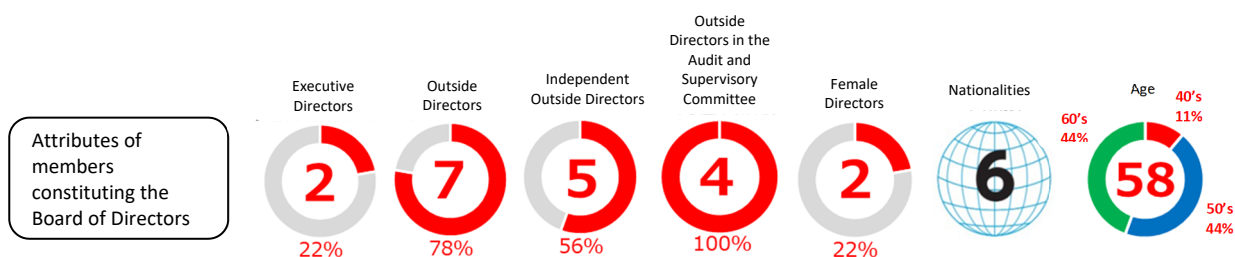 Attributes of
members
constituting the
Board of Directors
Executive
Directors
2
22%
Outside
Directors
7
78%
Independent
Outside Directors
5
56%
Outside
Directors in the
Audit and
Supervisory
Committee
4
100%
Female
Directors
2
22%
Nationalities
6
Age
40's
11%
60's
44%
58
50's
44%